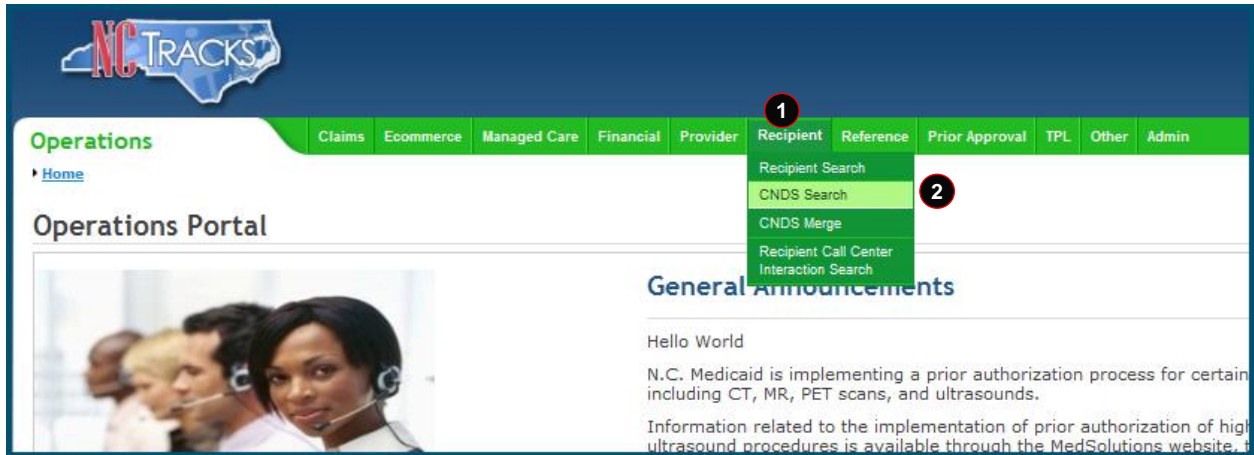 NCTRACKS
1
Operations
Claims Ecommerce Managed Care Financial Provider Recipient Reference Prior Approval TPL Other Admin
Home
Recipient Search
CNDS Search
2
CNDS Merge
Recipient Call Center
Interaction Search
Operations Portal
General Announcements
Hello World
N.C. Medicaid is implementing a prior authorization process for certain
including CT, MR, PET scans, and ultrasounds.
Information related to the implementation of prior authorization of
ultrasound procedures is available through the MedSolutions website,